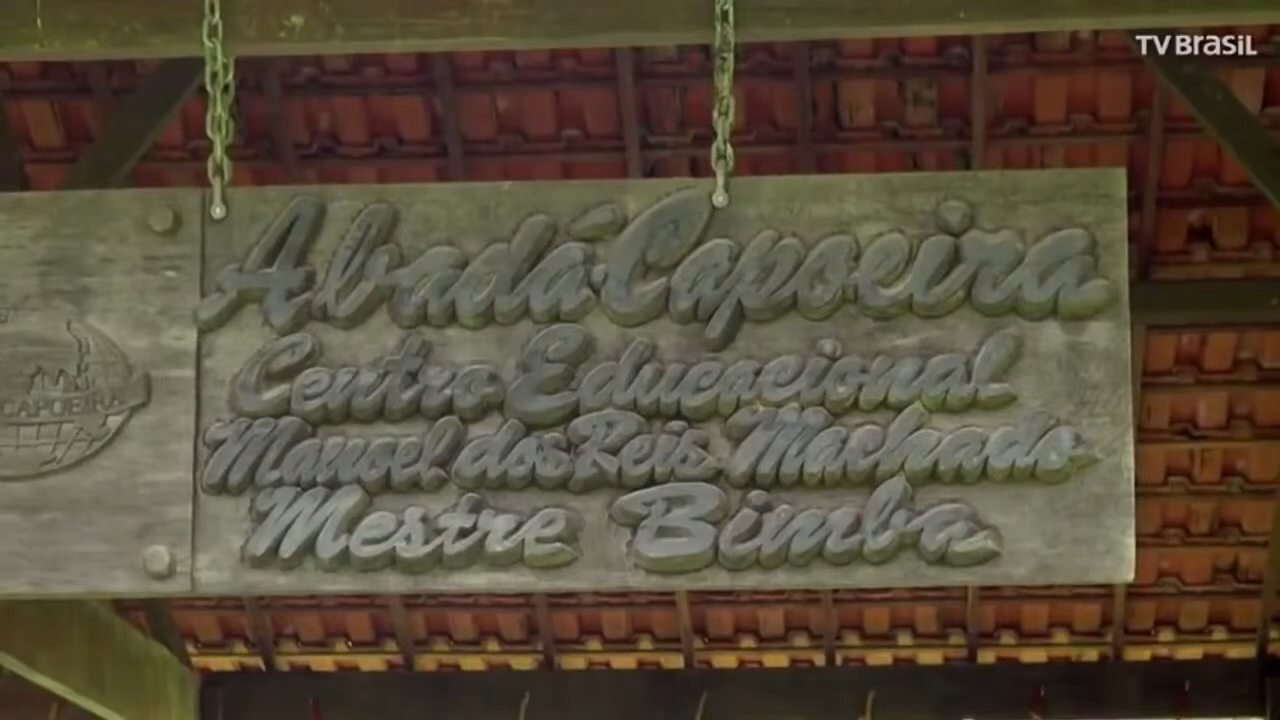 TV BRASIL
Abadá Capoeira
Centro Educacional
Manoel dos Reis Machado
Mestre Bimba
CAPOEIRA